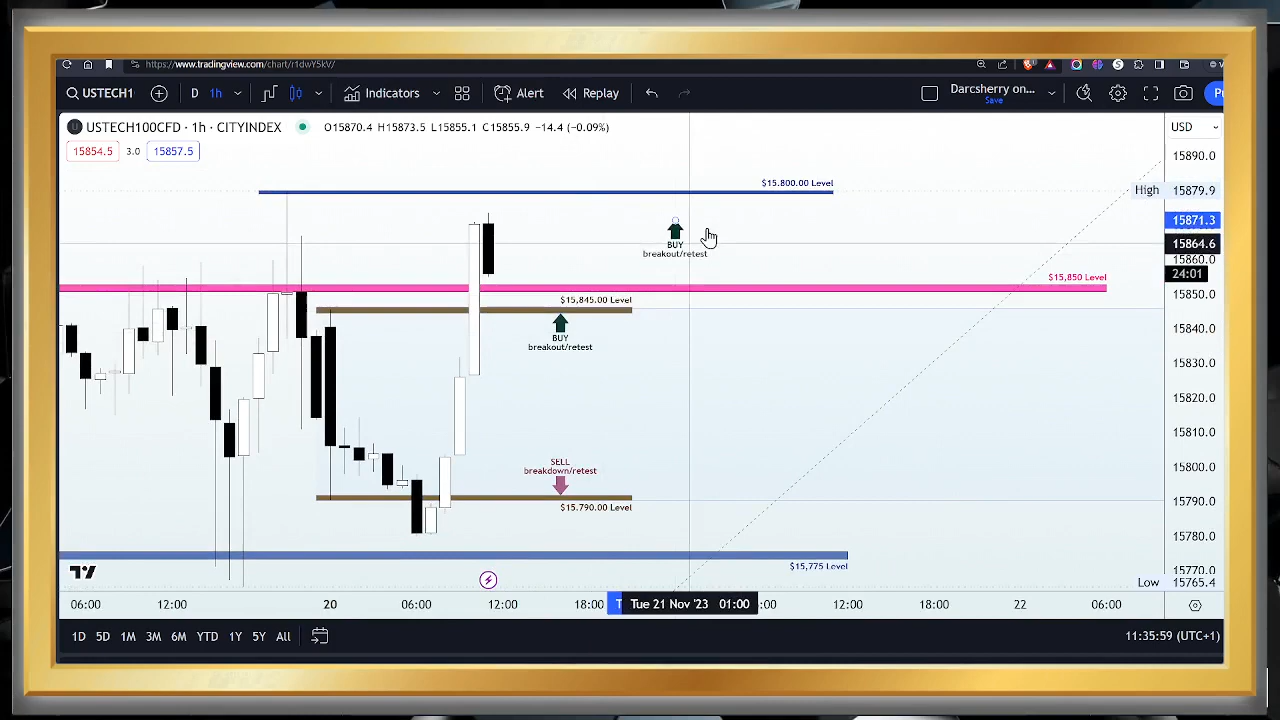 https://www.tradingview.com/chart/r1dwY5kV/
USTECH1
D
1h
Indicators
Alert
Replay
Darsherry on...
Save
USTECH100CFD · 1h · CITYINDEX
O15870.4 H15873.5 L15855.1 C15855.9 −14.4 (−0.09%)
USD
15854.5
3.0
15857.5
15890.0
$15.800.00 Level
High
15879.9
15871.3
BUY
breakout/retest
15864.6
15860.0
24:01
$15,850 Level
15850.0
$15,845.00 Level
15840.0
BUY
breakout/retest
15830.0
15820.0
15810.0
SELL
breakdown/retest
15800.0
15790.0
$15.790.00 Level
15780.0
$15,775 Level
15770.0
Low
15765.4
06:00
12:00
20
06:00
12:00
18:00
Tue 21 Nov '23 01:00
:00
12:00
18:00
22
06:00
1D
5D
1M
3M
6M
YTD
1Y
5Y
All
11:35:59 (UTC+1)